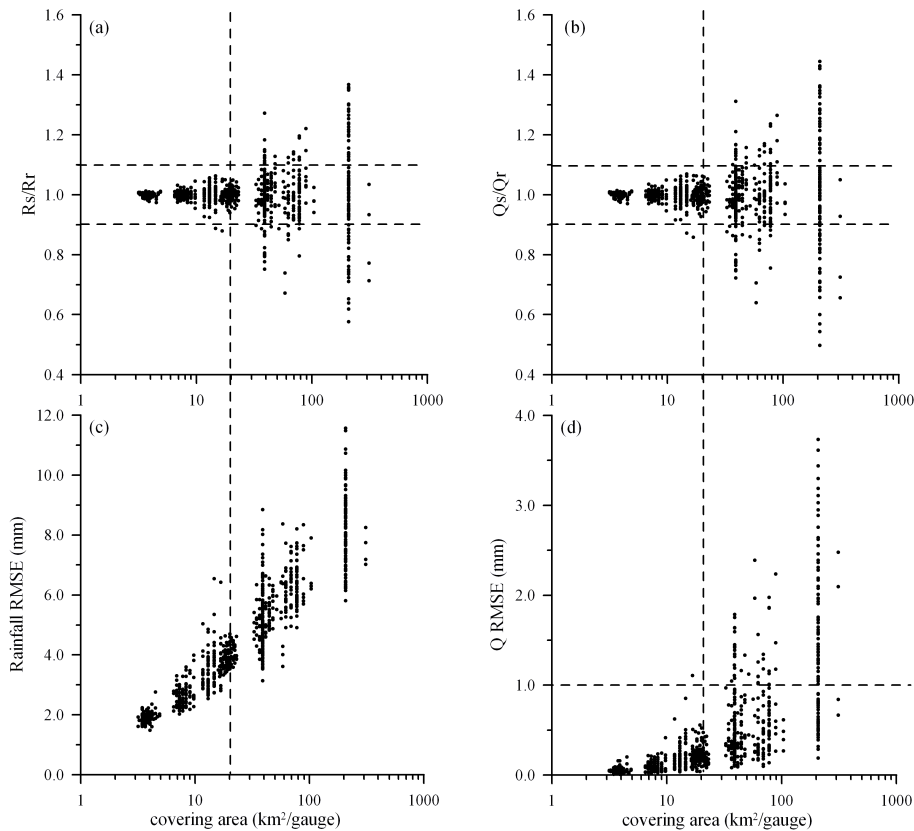 (a)
Rs/Rr
1.6
1.4
1.2
1.0
0.8
0.6
0.4
1 10 100 1000
(b)
Qs/Qr
1.6
1.4
1.2
1.0
0.8
0.6
0.4
1 10 100 1000
(c)
Rainfall RMSE (mm)
12.0
10.0
8.0
6.0
4.0
2.0
0.0
1 10 100 1000
covering area (km²/gauge)
(d)
Q RMSE (mm)
4.0
3.0
2.0
1.0
0.0
1 10 100 1000
covering area (km²/gauge)